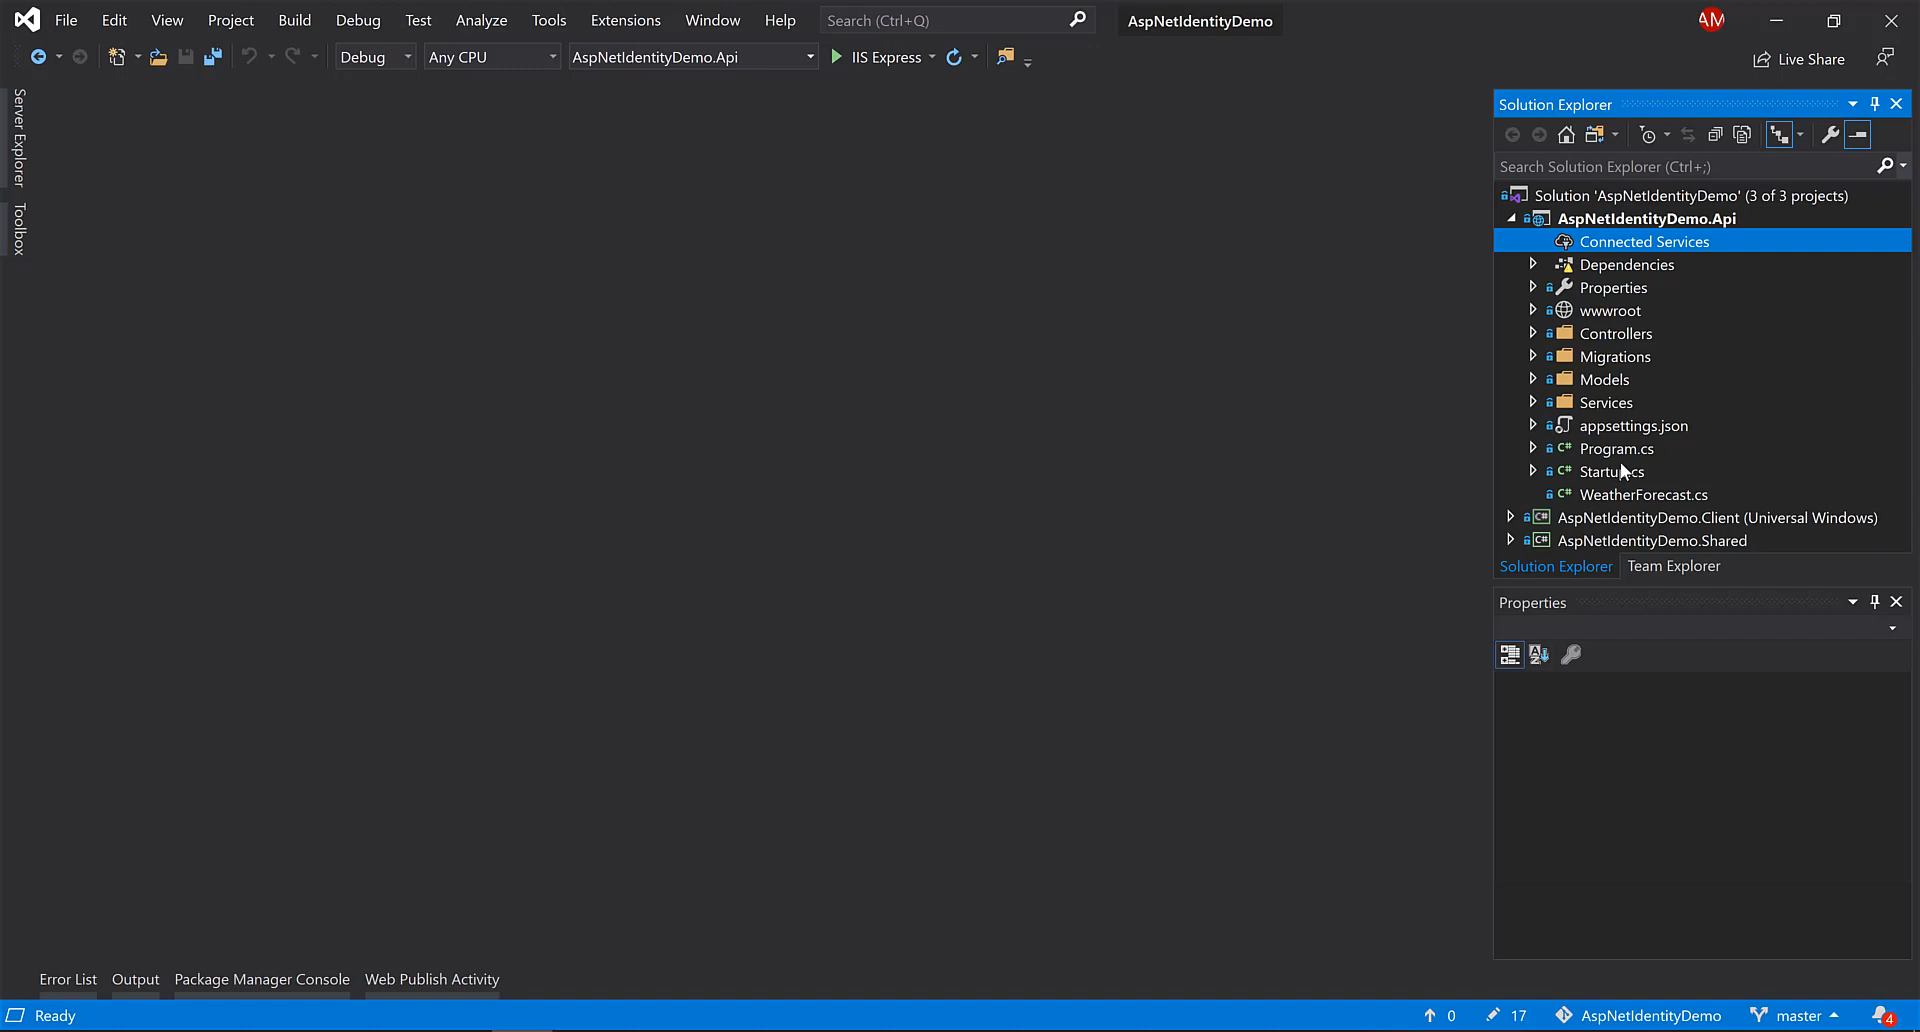 File Edit View Project Build Debug Test Analyze Tools Extensions Window Help Search (Ctrl+Q) AspNetIdentityDemo AM
Debug Any CPU AspNetIdentityDemo.Api IIS Express Live Share
Server Explorer
Toolbox
Solution Explorer
Search Solution Explorer (Ctrl+;)
Solution 'AspNetIdentityDemo' (3 of 3 projects)
AspNetIdentityDemo.Api
Connected Services
Dependencies
Properties
wwwroot
Controllers
Migrations
Models
Services
appsettings.json
C# Program.cs
C# Startup.cs
C# WeatherForecast.cs
C# AspNetIdentityDemo.Client (Universal Windows)
C# AspNetIdentityDemo.Shared
Solution Explorer Team Explorer
Properties
Error List Output Package Manager Console Web Publish Activity
Ready 0 17 AspNetIdentityDemo master 4